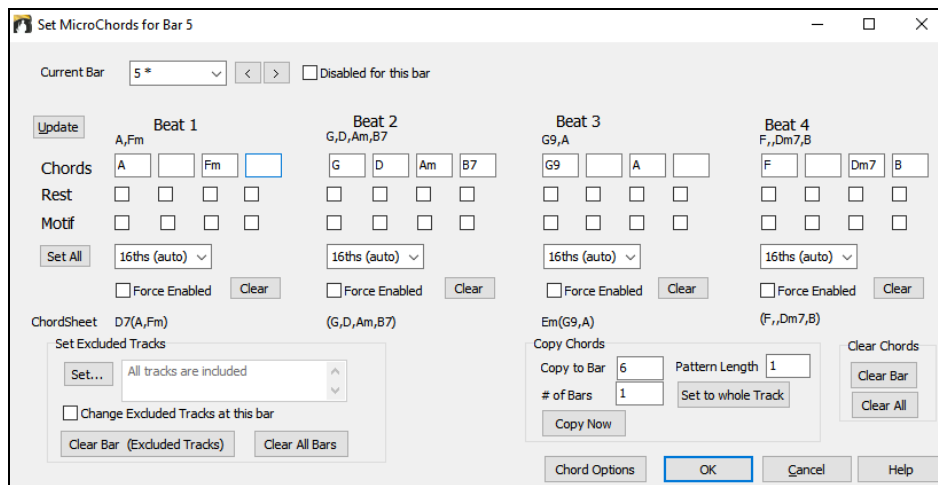 Set MicroChords for Bar 5
Current Bar 5 * < > Disabled for this bar
Update Beat 1 Beat 2 Beat 3 Beat 4
A,Fm G,D,Am,B7 G9,A F,,Dm7,B
Chords A Fm G D Am B7 G9 A F Dm7 B
Rest
Motif
Set All 16ths (auto) 16ths (auto) 16ths (auto) 16ths (auto)
Force Enabled Clear Force Enabled Clear Force Enabled Clear Force Enabled Clear
ChordSheet D7(A,Fm) (G,D,Am,B7) Em(G9,A) (F,,Dm7,B)
Set Excluded Tracks
Set... All tracks are included
Change Excluded Tracks at this bar
Clear Bar (Excluded Tracks) Clear All Bars
Copy Chords
Copy to Bar 6 Pattern Length 1
# of Bars 1 Set to whole Track
Copy Now
Clear Chords
Clear Bar
Clear All
Chord Options OK Cancel Help